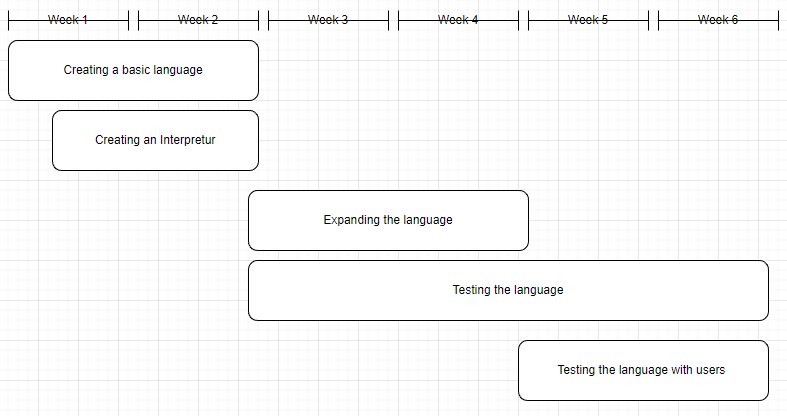 Week 1 Week 2 Week 3 Week 4 Week 5 Week 6
Creating a basic language
Creating an Interpretur
Expanding the language
Testing the language
Testing the language with users